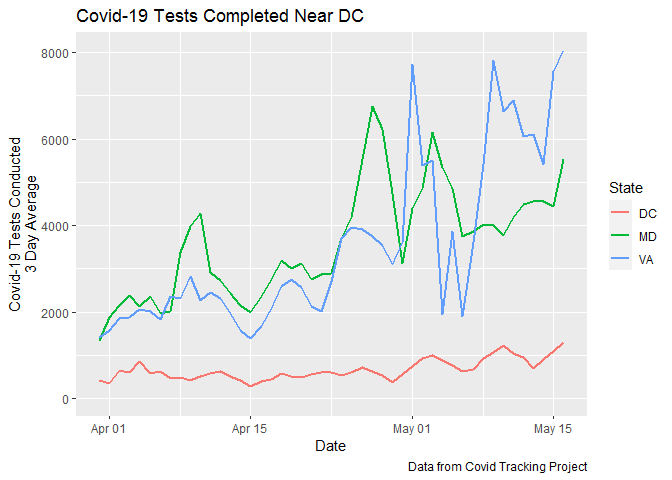 Covid-19 Tests Completed Near DC
Covid-19 Tests Conducted
3 Day Average
8000
6000
4000
2000
0
Apr 01
Apr 15
May 01
May 15
Date
State
DC
MD
VA
Data from Covid Tracking Project